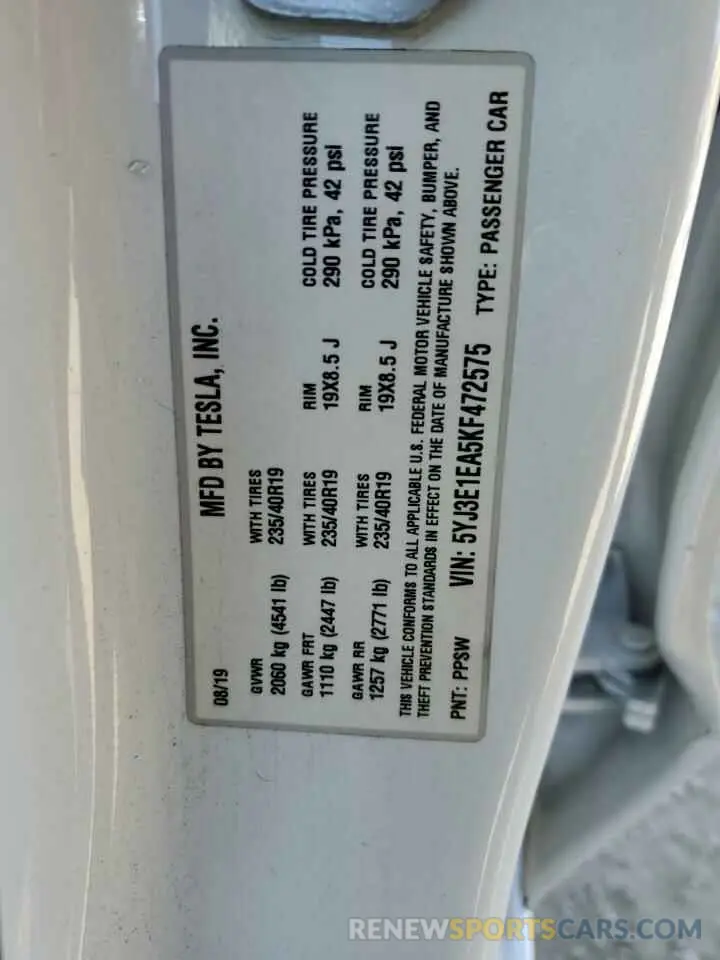 MFD BY TESLA, INC.
08/19
GVWR WITH TIRES
2060 kg (4541 lb) 235/40R19
GAWR FRT WITH TIRES RIM COLD TIRE PRESSURE
1110 kg (2447 lb) 235/40R19 19X8.5 J 290 kPa, 42 psl
GAWR RR WITH TIRES RIM COLD TIRE PRESSURE
1257 kg (2771 lb) 235/40R19 19X8.5 J 290 kPa, 42 psl
THIS VEHICLE CONFORMS TO ALL APPLICABLE U.S. FEDERAL MOTOR VEHICLE SAFETY, BUMPER, AND
THEFT PREVENTION STANDARDS IN EFFECT ON THE DATE OF MANUFACTURE SHOWN ABOVE.
PNT: PPSW VIN: 5YJ3E1EA5KF472575 TYPE: PASSENGER CAR
RENEWSPORTSCARS.COM